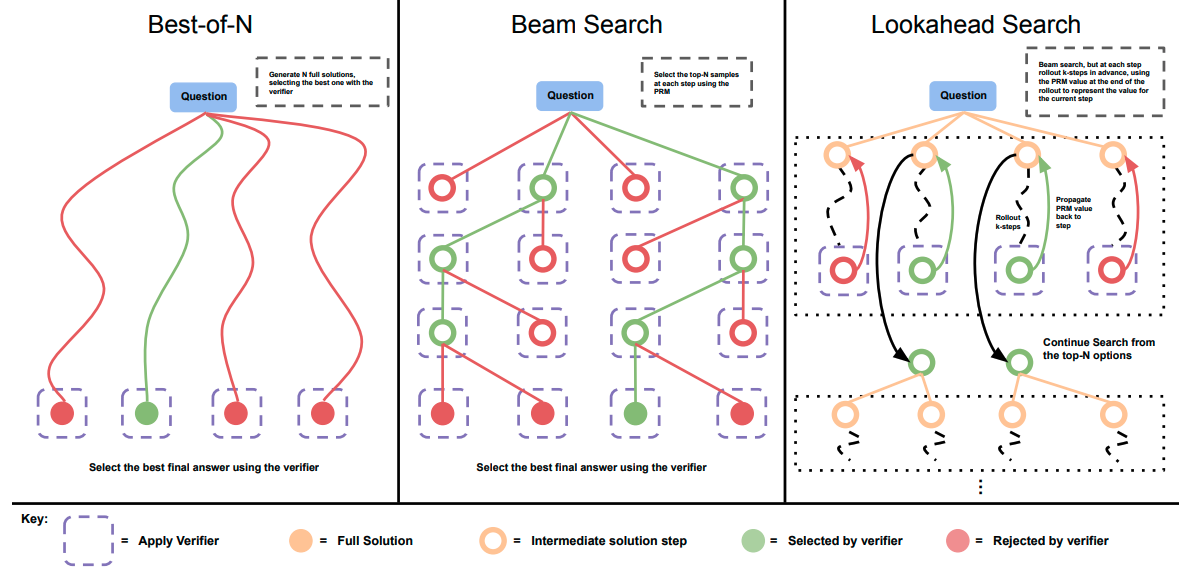 Best-of-N
Question
Generate N full solutions,
selecting the best one with the
verifier
Select the best final answer using the verifier
Beam Search
Question
Select the top-N samples
at each step using the
PRM
Select the best final answer using the verifier
Lookahead Search
Question
Beam search, but at each step
rollout k-steps in advance, using
the PRM value at the end of the
rollout to represent the value for
the current step
Rollout
k-steps
Propagate
PRM value
back to
step
Continue Search from
the top-N options
Key:
= Apply Verifier
= Full Solution
= Intermediate solution step
= Selected by verifier
= Rejected by verifier